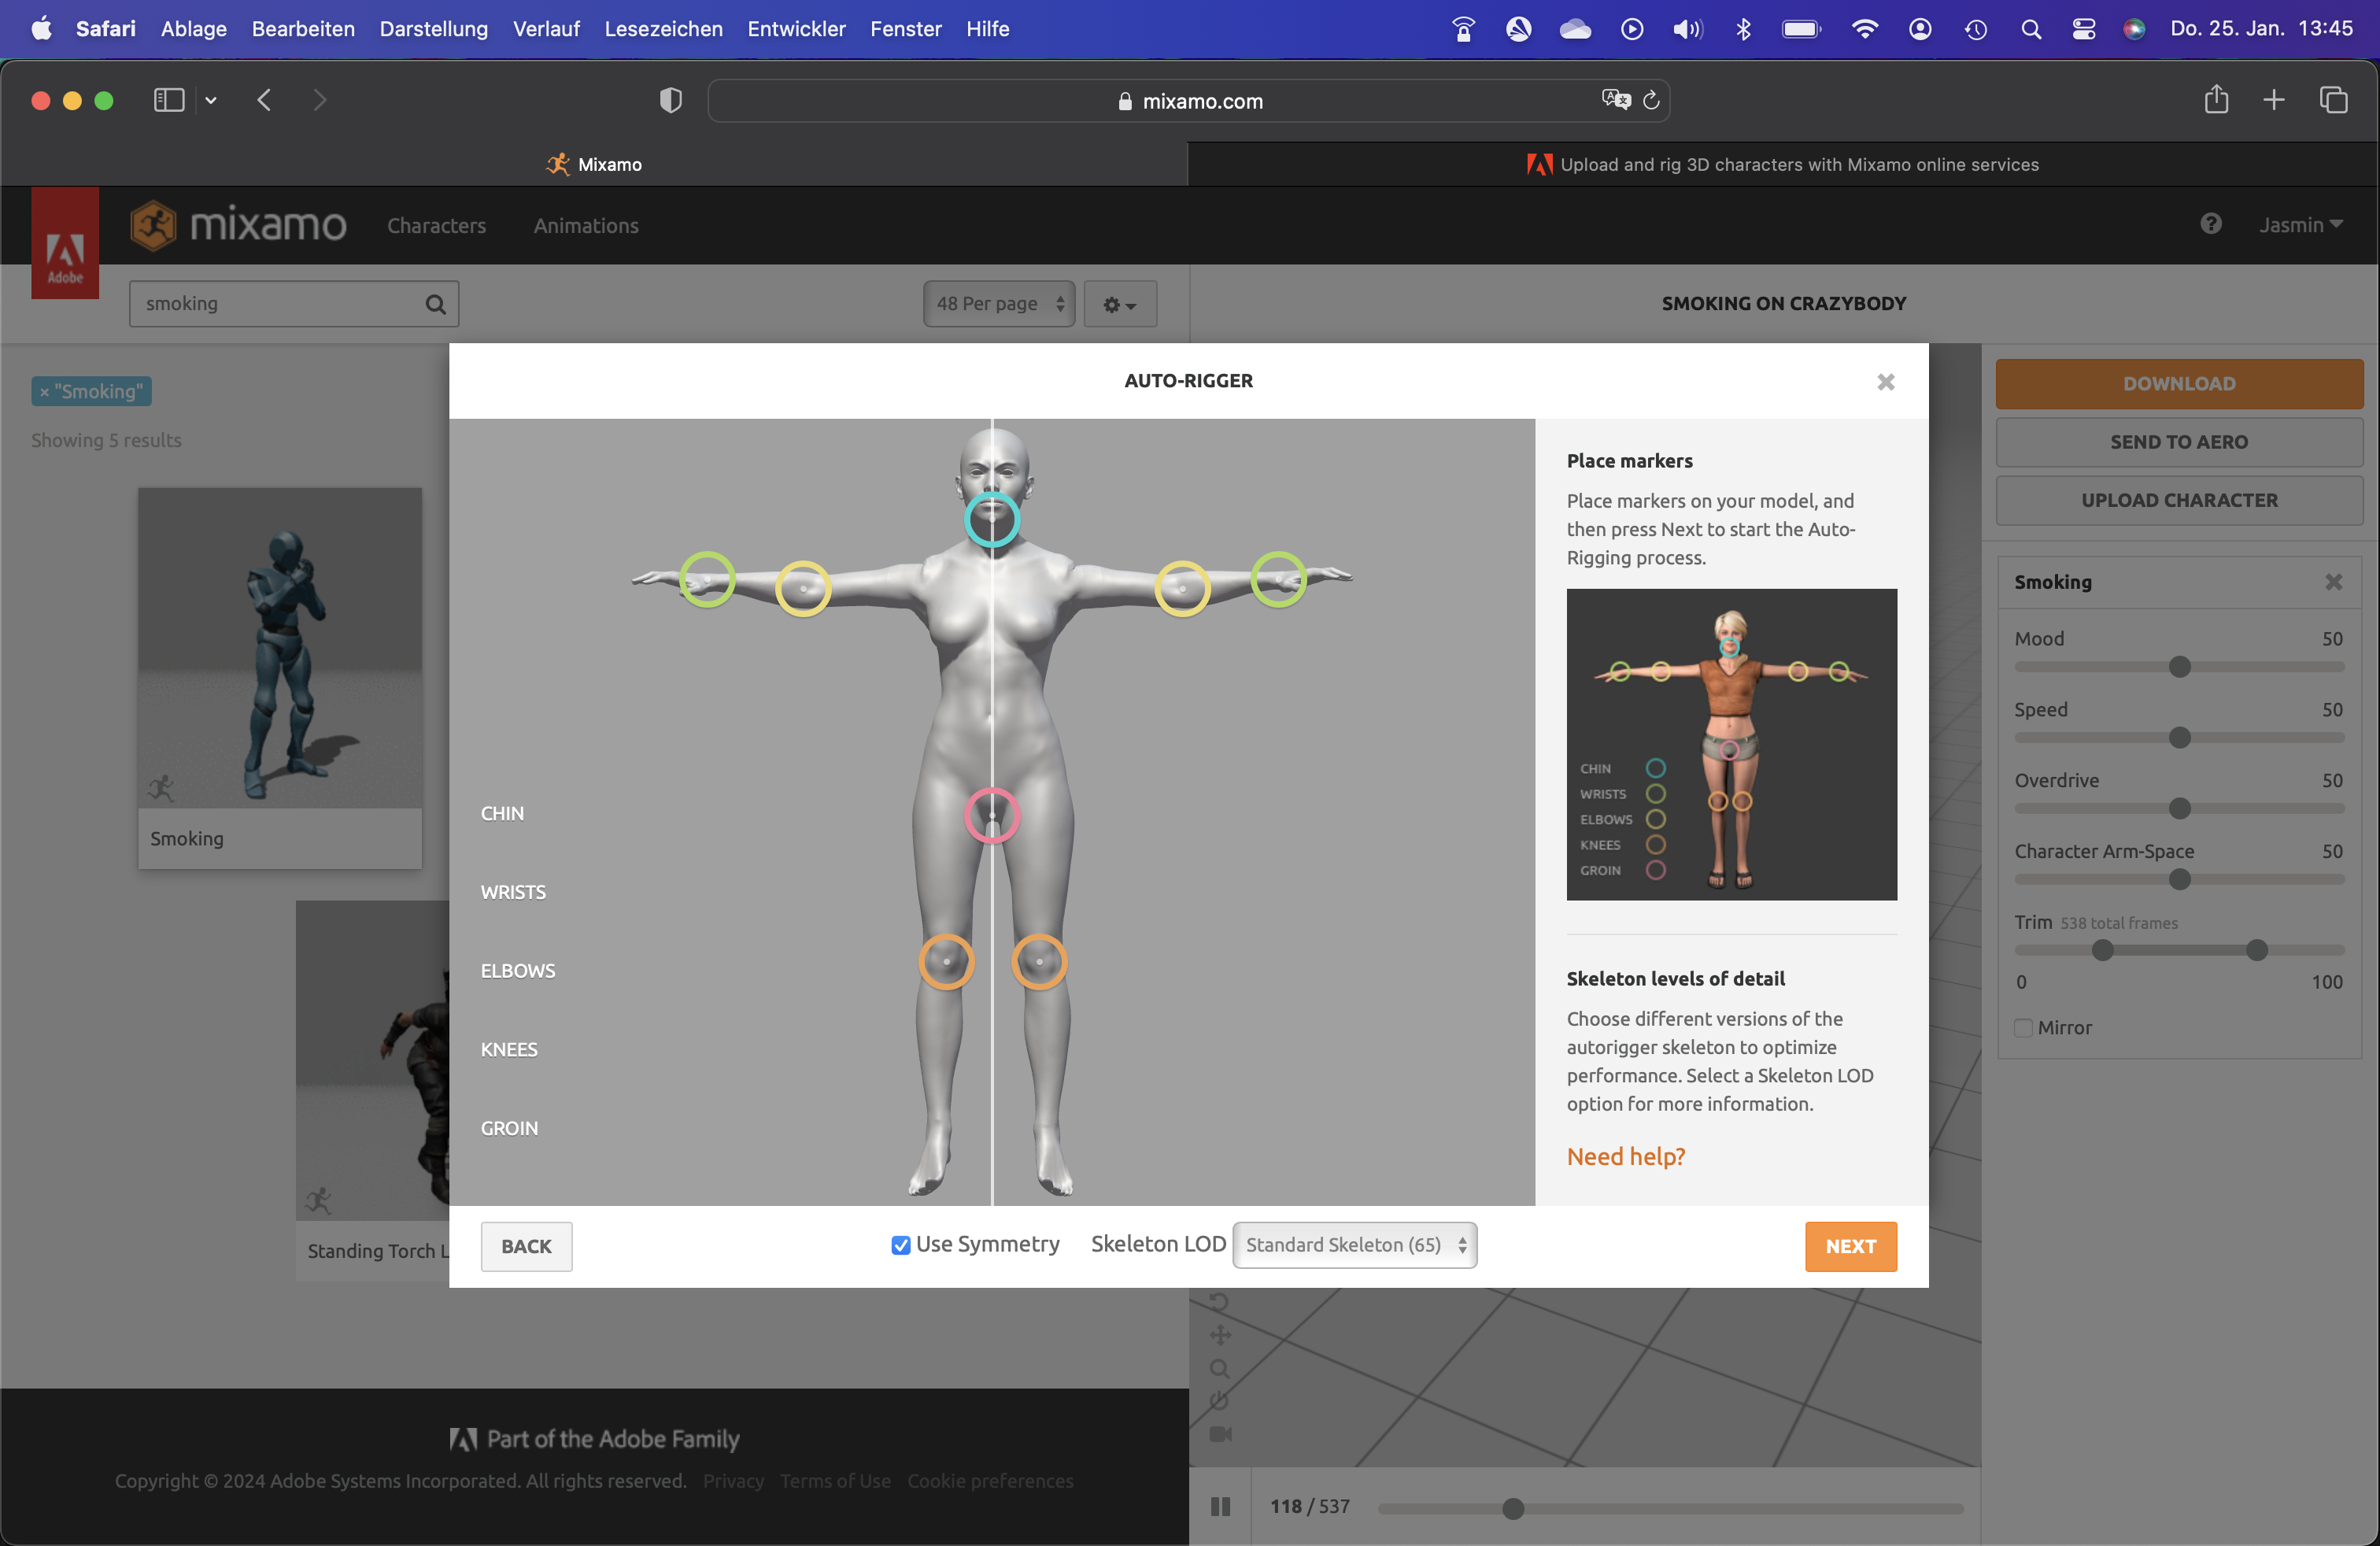 Safari Ablage Bearbeiten Darstellung Verlauf Lesezeichen Entwickler Fenster Hilfe Do. 25. Jan. 13:45
mixamo.com
Mixamo
Upload and rig 3D characters with Mixamo online services
Adobe
mixamo Characters Animations Jasmin
smoking
48 Per page
SMOKING ON CRAZYBODY
× "Smoking"
Showing 5 results
Smoking
Standing Torch L
AUTO-RIGGER
CHIN
WRISTS
ELBOWS
KNEES
GROIN
Place markers
Place markers on your model, and
then press Next to start the Auto-
Rigging process.
CHIN
WRISTS
ELBOWS
KNEES
GROIN
Skeleton levels of detail
Choose different versions of the
autorigger skeleton to optimize
performance. Select a Skeleton LOD
option for more information.
Need help?
BACK
Use Symmetry
Skeleton LOD
Standard Skeleton (65)
NEXT
DOWNLOAD
SEND TO AERO
UPLOAD CHARACTER
Smoking
Mood 50
Speed 50
Overdrive 50
Character Arm-Space 50
Trim 538 total frames
0 100
Mirror
Part of the Adobe Family
Copyright © 2024 Adobe Systems Incorporated. All rights reserved. Privacy Terms of Use Cookie preferences
118 / 537